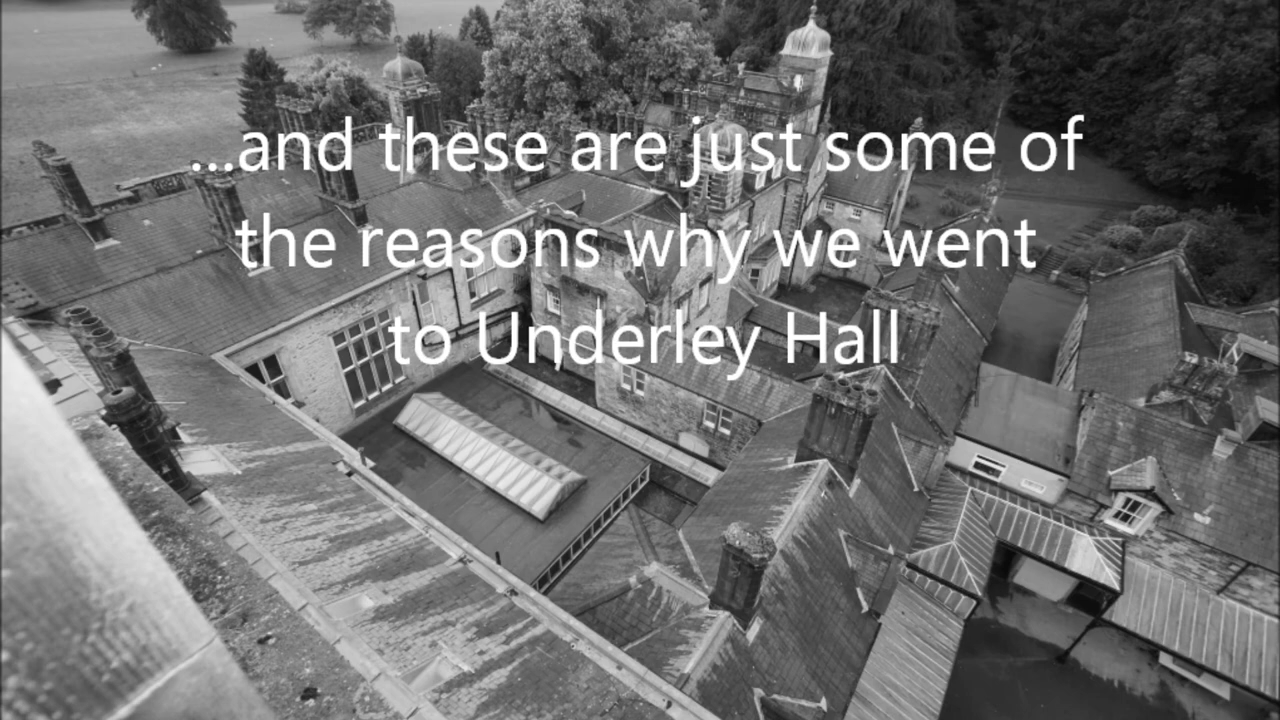 ...and these are just some of
the reasons why we went
to Underley Hall